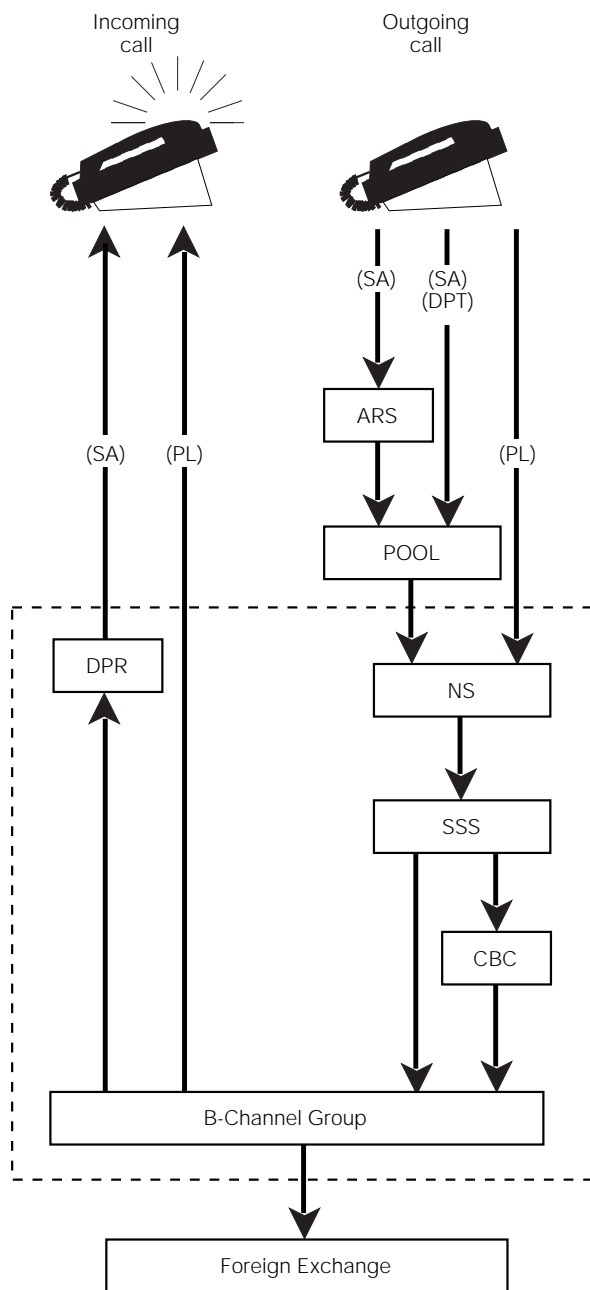 Incoming
call
Outgoing
call
(SA)
(SA)
(DPT)
ARS
(SA)
(PL)
(PL)
POOL
DPR
NS
SSS
CBC
B-Channel Group
Foreign Exchange